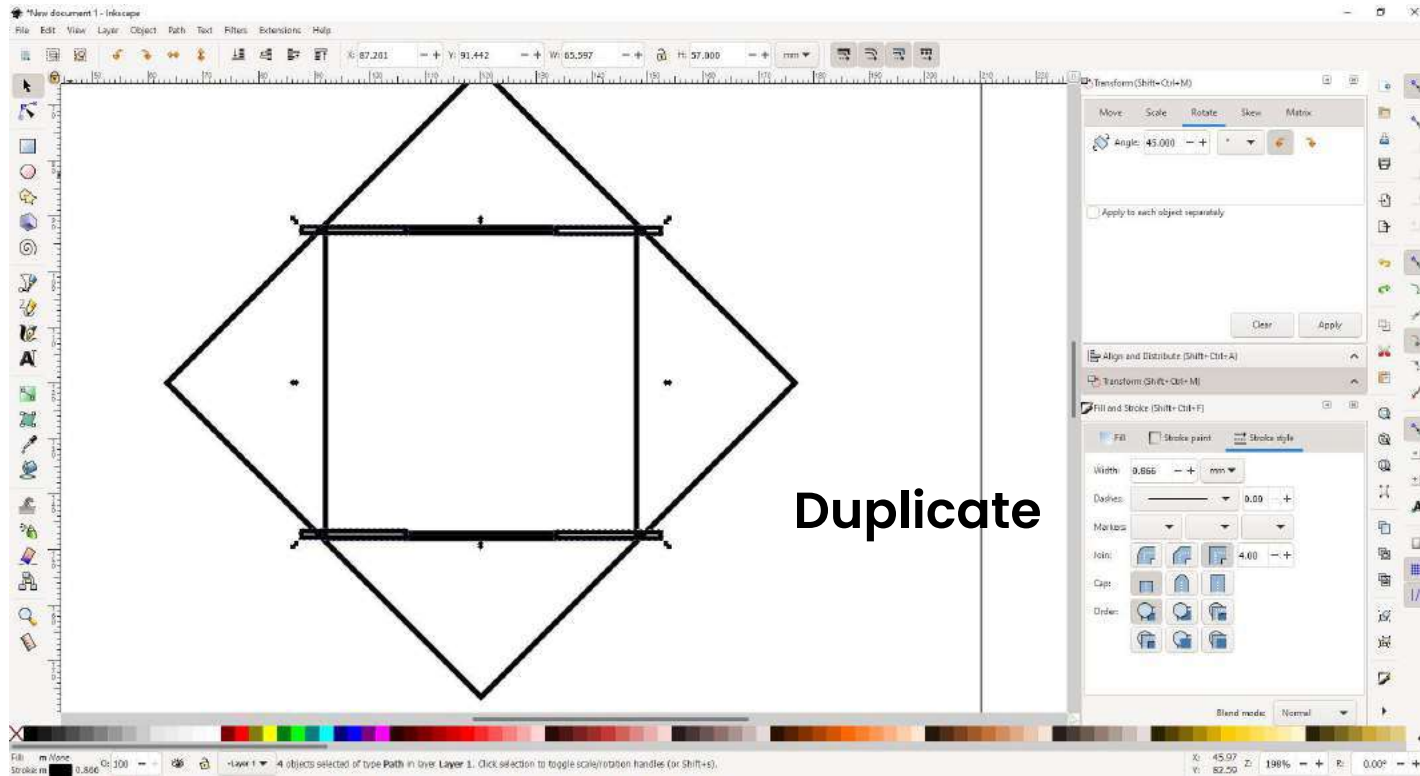 *New document 1 - Inkscape
File Edit View Layer Object Path Text Filters Extensions Help
X: 87.201 - + Y: 91.442 - + W: 65.597 - + H: 57.000 - + mm
Transform (Shift+Ctrl+M)
Move Scale Rotate Skew Matrix
Angle: 45.000 - + °
Apply to each object separately
Clear Apply
Align and Distribute (Shift+Ctrl+A)
Transform (Shift+Ctrl+M)
Fill and Stroke (Shift+Ctrl+F)
Fill Stroke paint Stroke style
Width: 0.866 - + mm
Dashes: 0.00 +
Markers:
Join: 4.00 - +
Cap:
Order:
Duplicate
Blend mode: Normal
Fill: m None
Stroke: m 0.866
O: 100 - +
-Layer 1
4 objects selected of type Path in layer Layer 1. Click selection to toggle scale/rotation handles (or Shift+s).
X: 45.97
Y: 82.59
Z: 198% - + R: 0.00° - +